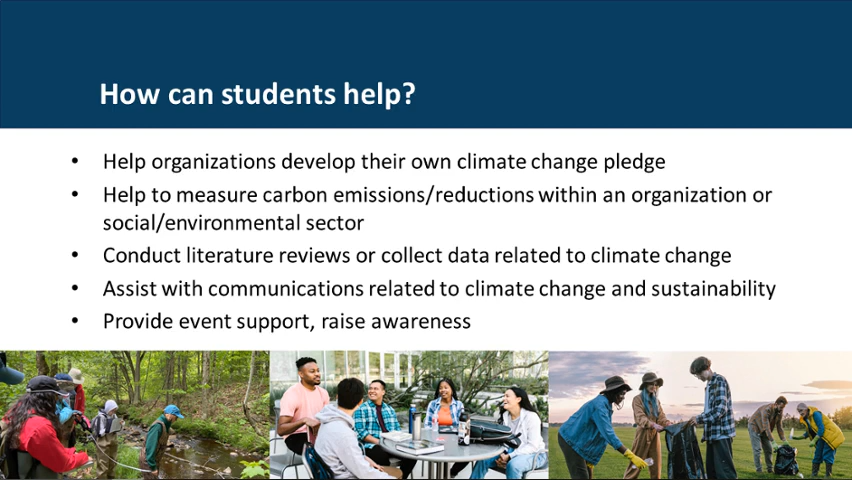 How can students help?
• Help organizations develop their own climate change pledge
• Help to measure carbon emissions/reductions within an organization or
social/environmental sector
• Conduct literature reviews or collect data related to climate change
• Assist with communications related to climate change and sustainability
• Provide event support, raise awareness